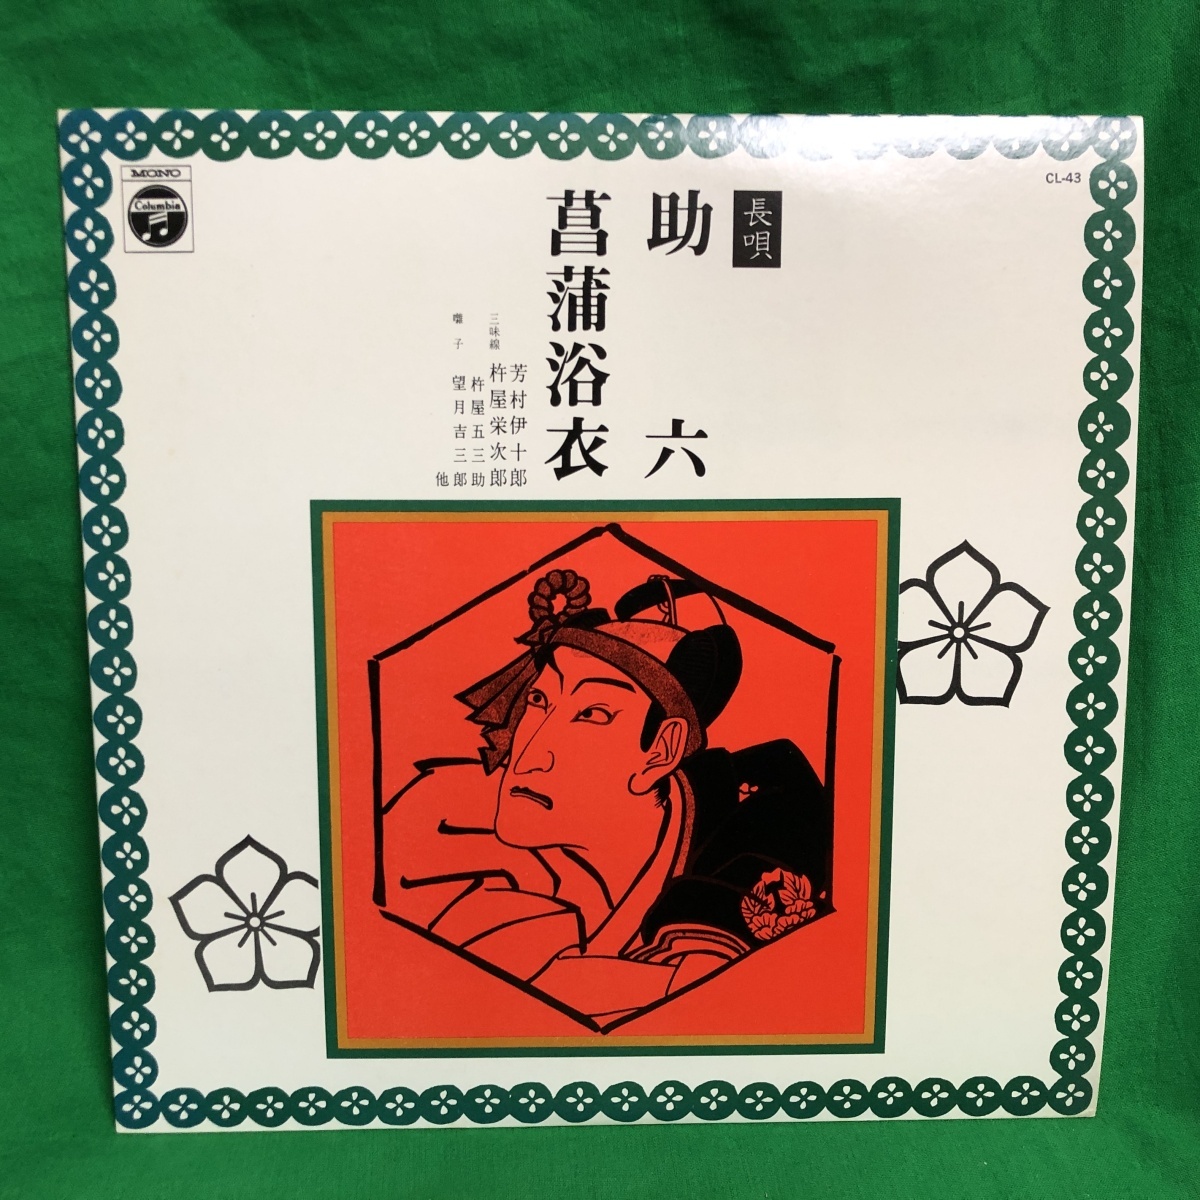 MONO
Columbia
CL-43
長唄
助六
菖蒲浴衣
芳村伊十郎
三味線 杵屋栄次郎
杵屋五三助
囃子 望月吉三郎
他